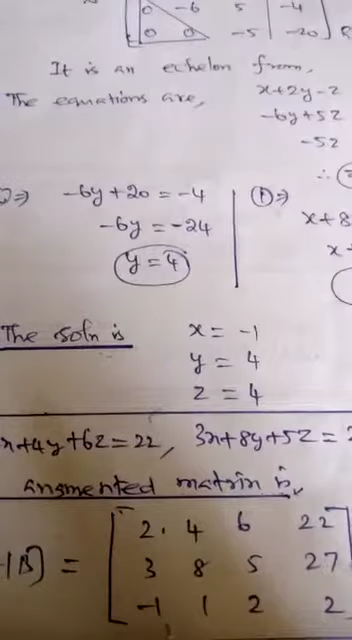 0 -6 5 -4
0 0 -5 -20
It is an echelon from,
The equations are, x+2y-z
-6y+5z
-5z
∴
⇒ -6y+20 = -4
-6y = -24
y = 4
① ⇒
x+8
x
The soln is x = -1
y = 4
z = 4
x+4y+6z=22, 3x+8y+5z=2
augmented matrix is,
B] = [ 2 4 6 22
3 8 5 27
-1 1 2 2